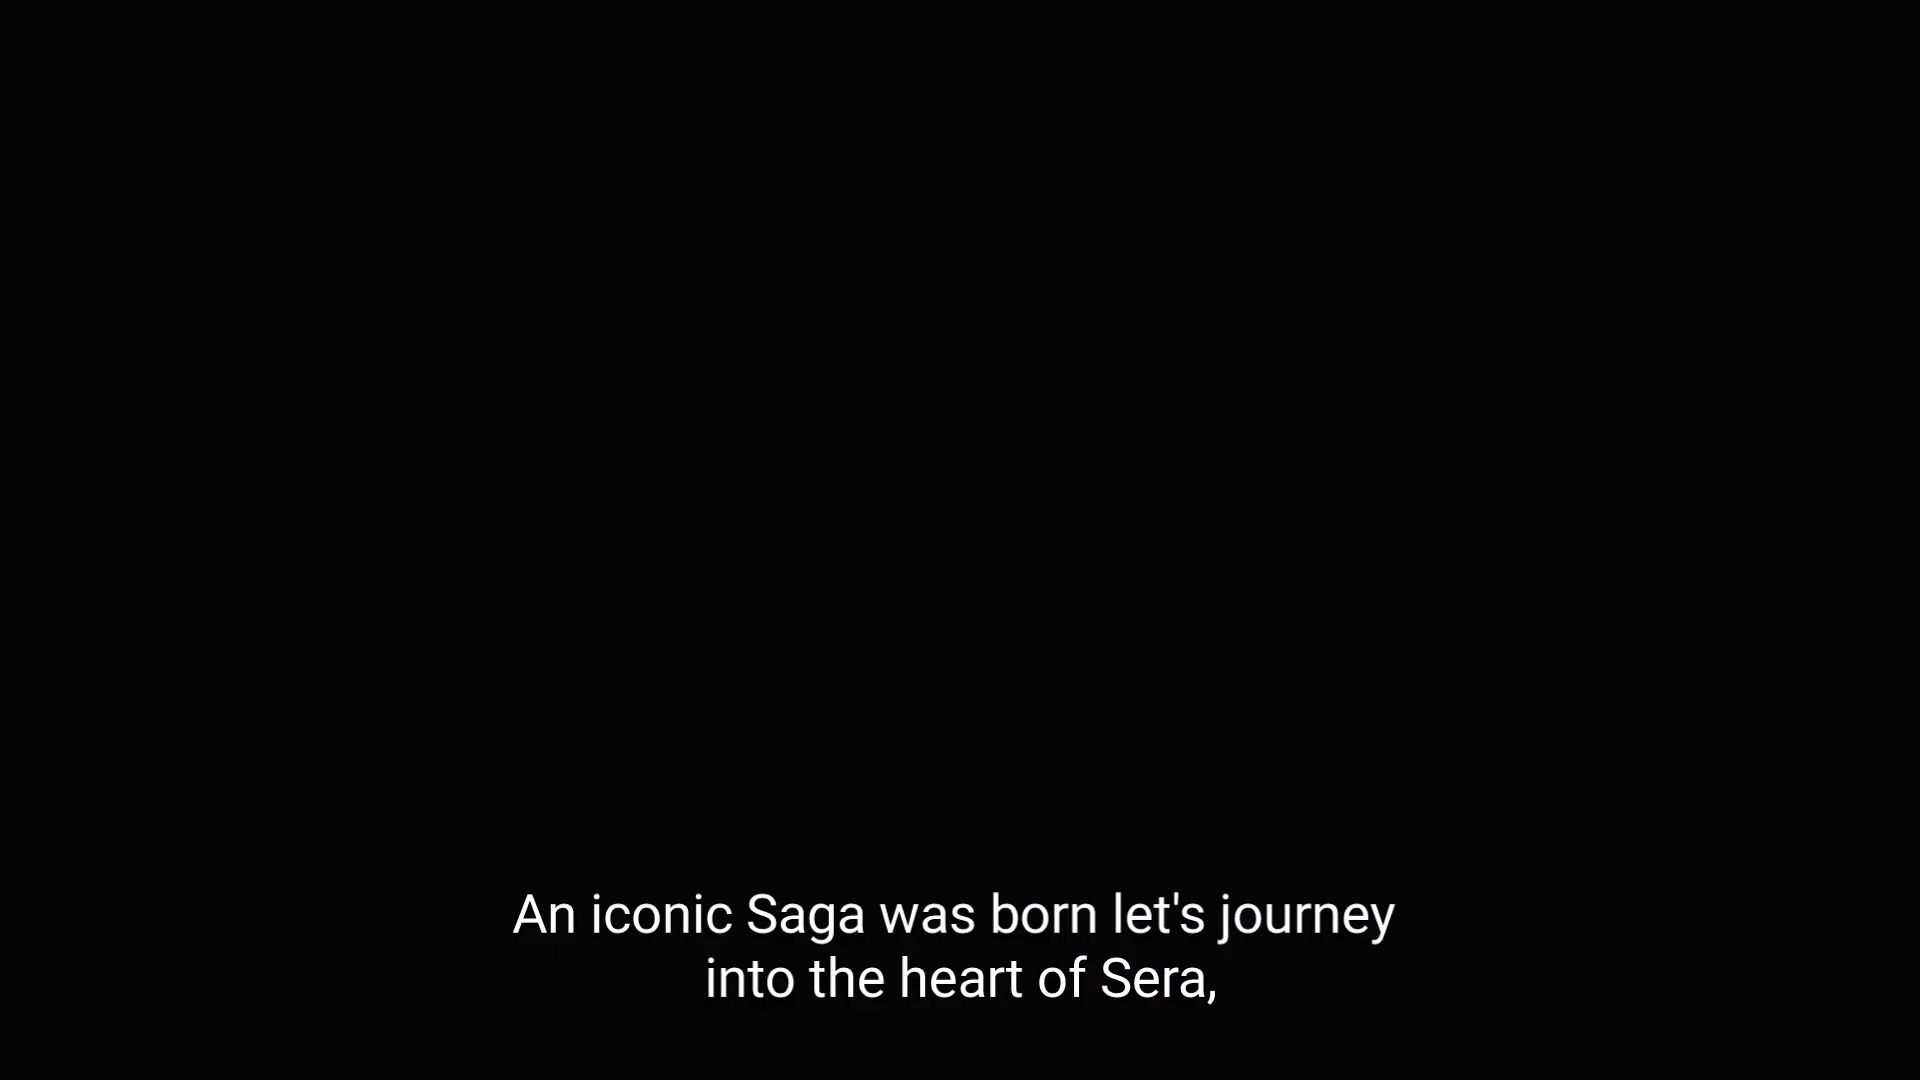 An iconic Saga was born let's journey
into the heart of Sera,